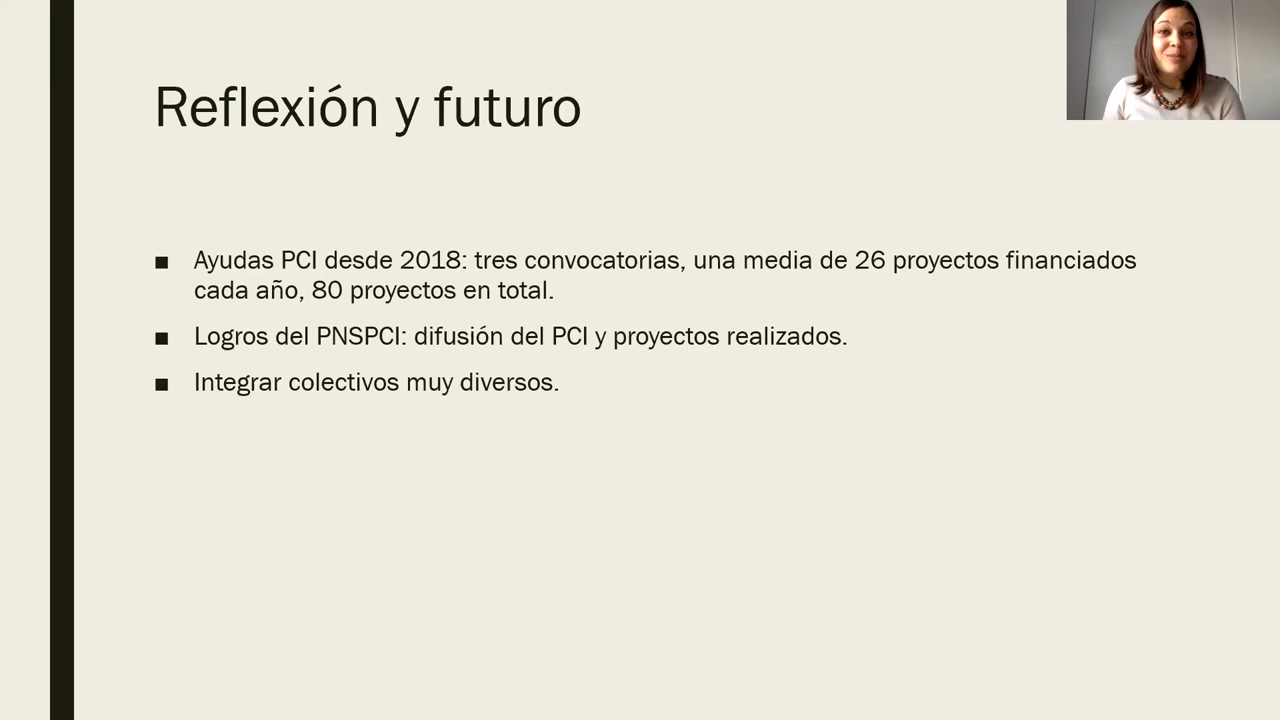 Reflexión y futuro
■ Ayudas PCI desde 2018: tres convocatorias, una media de 26 proyectos financiados
cada año, 80 proyectos en total.
■ Logros del PNSPCI: difusión del PCI y proyectos realizados.
■ Integrar colectivos muy diversos.